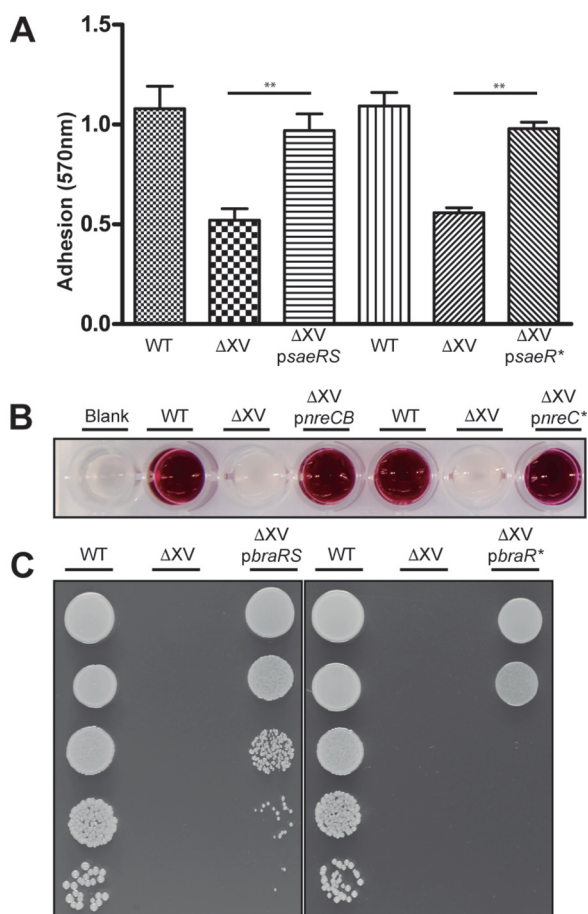 A
1.5
**
**
1.0
Adhesion (570nm)
0.5
0.0
WT
ΔXV
ΔXV
psaeRS
WT
ΔXV
ΔXV
psaeR*
B
Blank
WT
ΔXV
ΔXV
pnreCB
WT
ΔXV
ΔXV
pnreC*
C
WT
ΔXV
ΔXV
pbraRS
WT
ΔXV
ΔXV
pbraR*